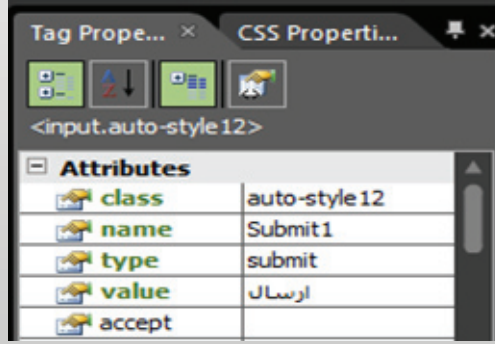 Tag Prope... × CSS Properti... ×
<input.auto-style12>
Attributes
class auto-style12
name Submit1
type submit
value ارسال
accept